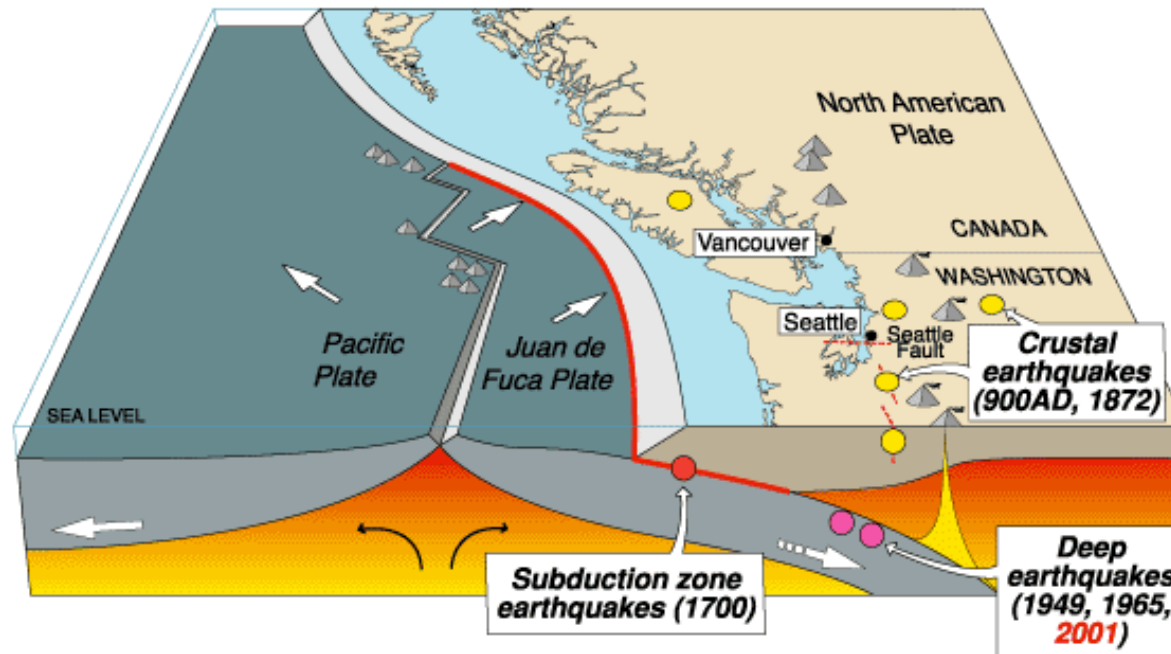 North American
Plate
CANADA
Vancouver
WASHINGTON
Seattle
Seattle
Fault
Crustal
earthquakes
(900AD, 1872)
Pacific
Plate
Juan de
Fuca Plate
SEA LEVEL
Subduction zone
earthquakes (1700)
Deep
earthquakes
(1949, 1965,
2001)